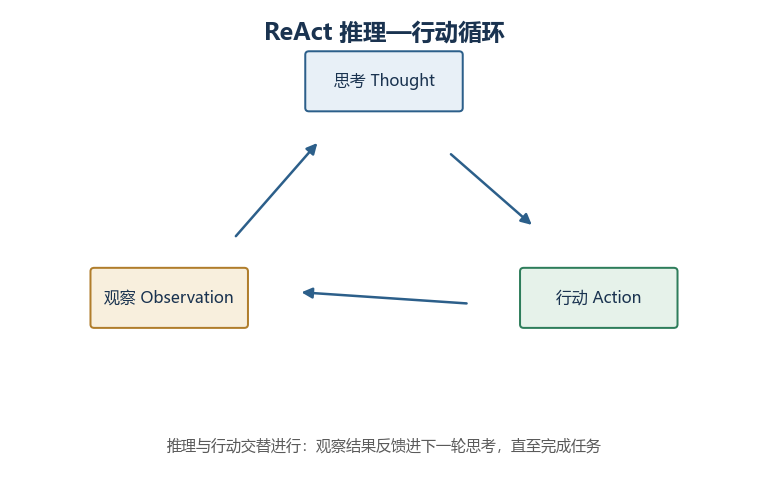 ReAct 推理—行动循环
思考 Thought
观察 Observation
行动 Action
推理与行动交替进行：观察结果反馈进下一轮思考，直至完成任务